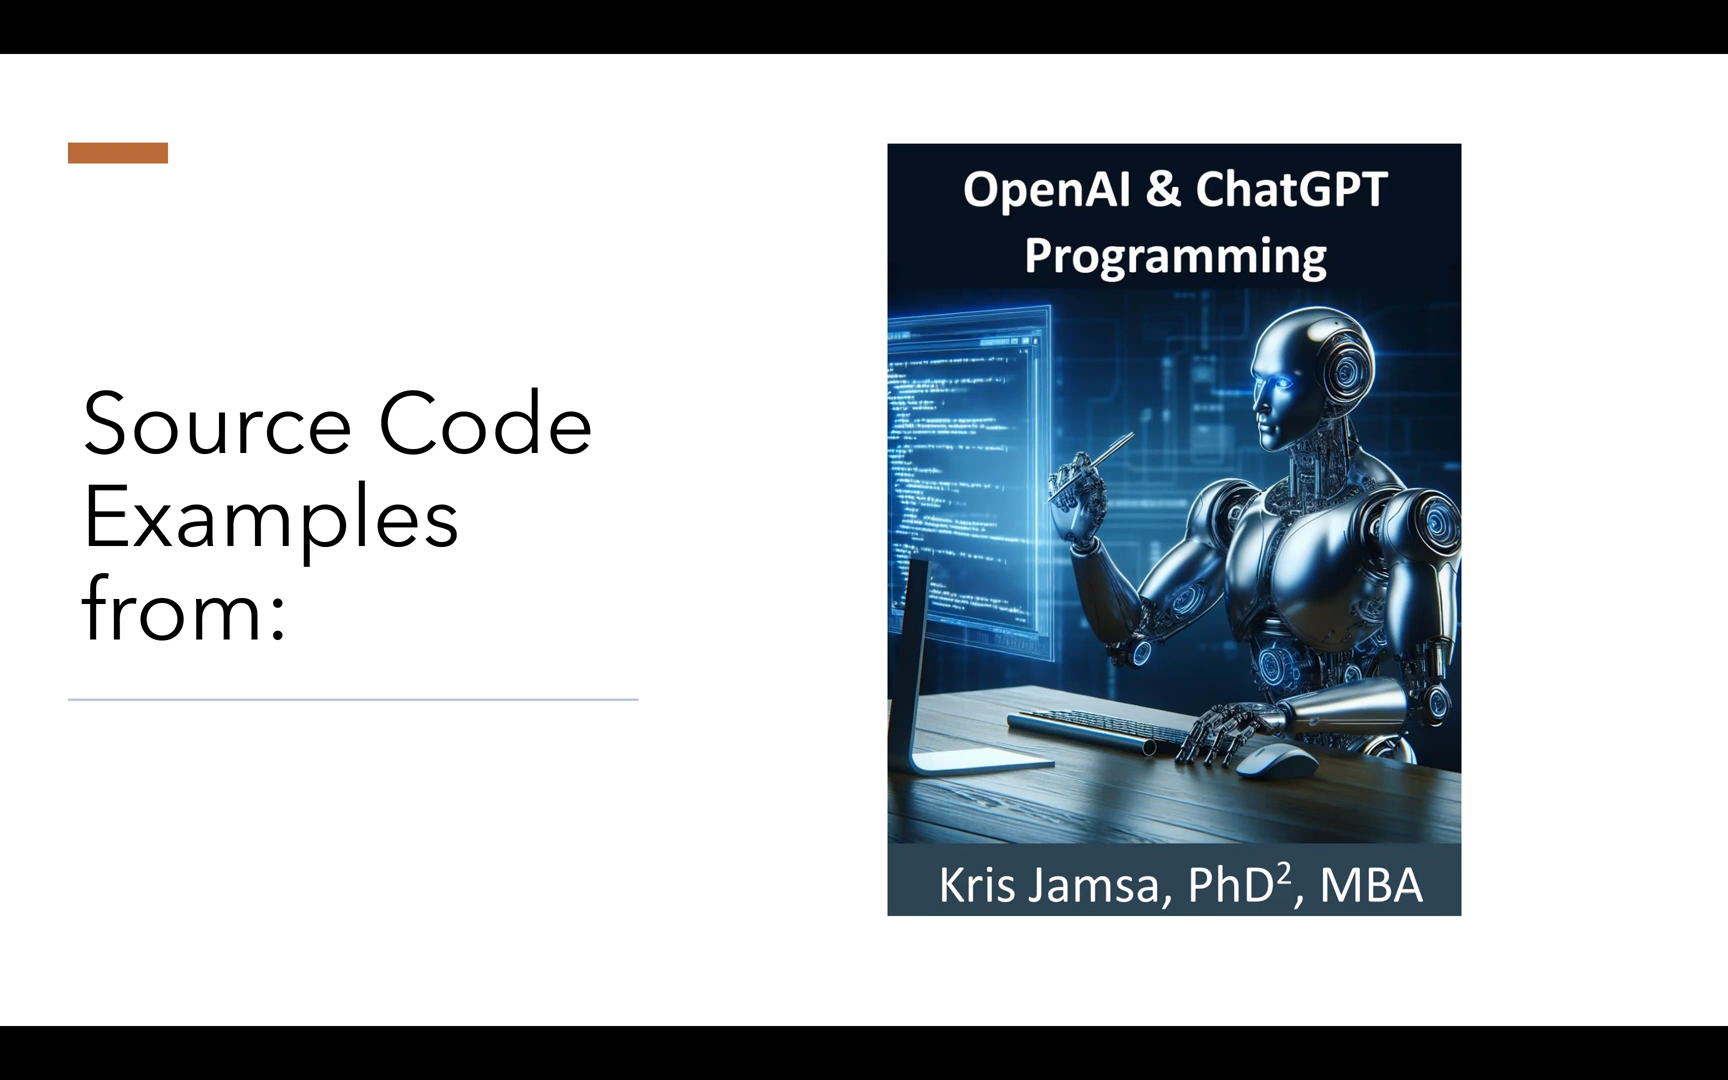 Source Code
Examples
from:
OpenAI & ChatGPT
Programming
Kris Jamsa, PhD², MBA